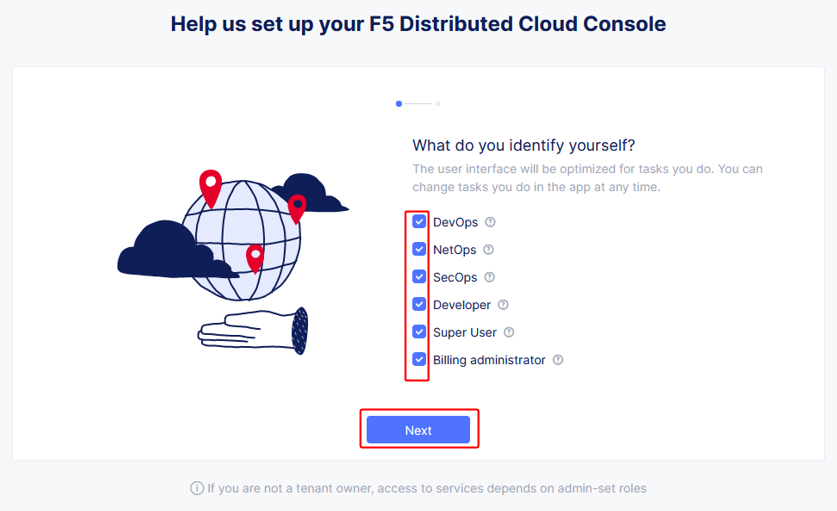 Help us set up your F5 Distributed Cloud Console
What do you identify yourself?
The user interface will be optimized for tasks you do. You can
change tasks you do in the app at any time.
DevOps
NetOps
SecOps
Developer
Super User
Billing administrator
Next
If you are not a tenant owner, access to services depends on admin-set roles